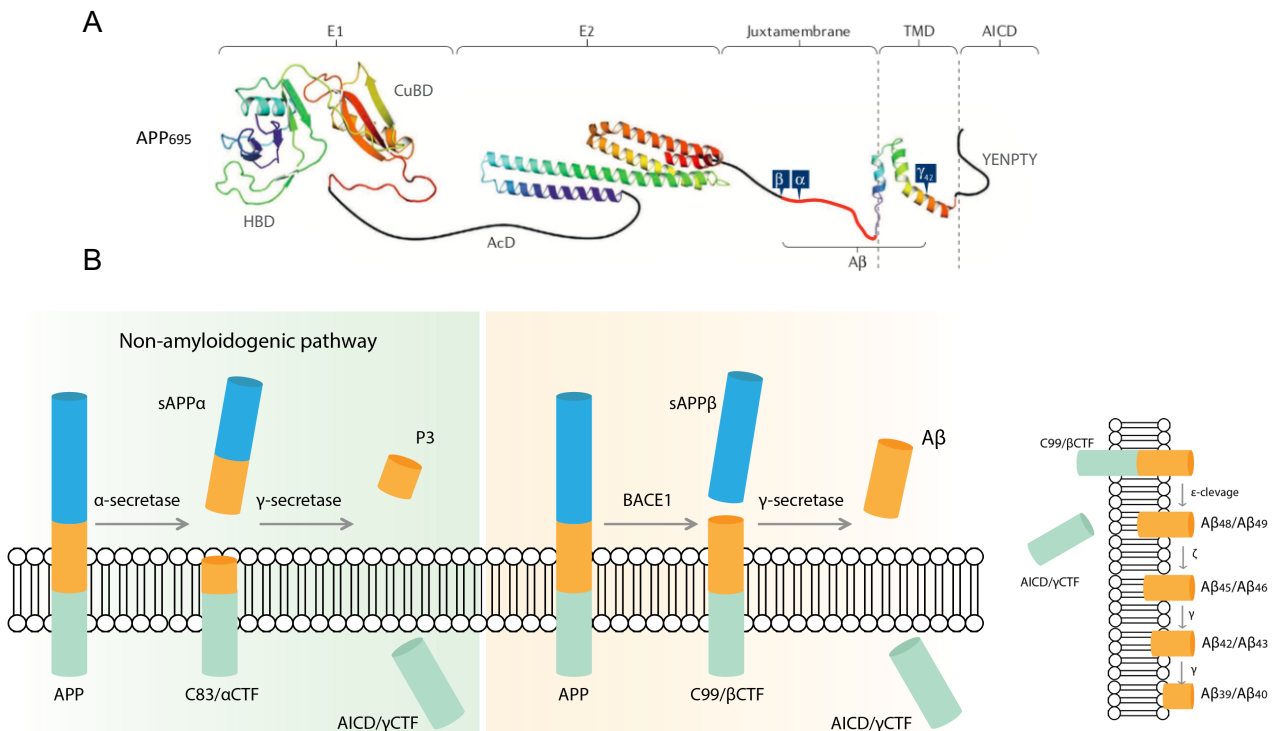 A
E1
E2
Juxtamembrane
TMD
AICD
CuBD
APP695
HBD
AcD
β
α
γ42
YENPTY
Aβ
B
Non-amyloidogenic pathway
sAPPα
P3
α-secretase
γ-secretase
APP
C83/αCTF
AICD/γCTF
sAPPβ
Aβ
BACE1
γ-secretase
APP
C99/βCTF
AICD/γCTF
C99/βCTF
ε-clevage
Aβ48/Aβ49
ζ
AICD/γCTF
Aβ45/Aβ46
γ
Aβ42/Aβ43
γ
Aβ39/Aβ40